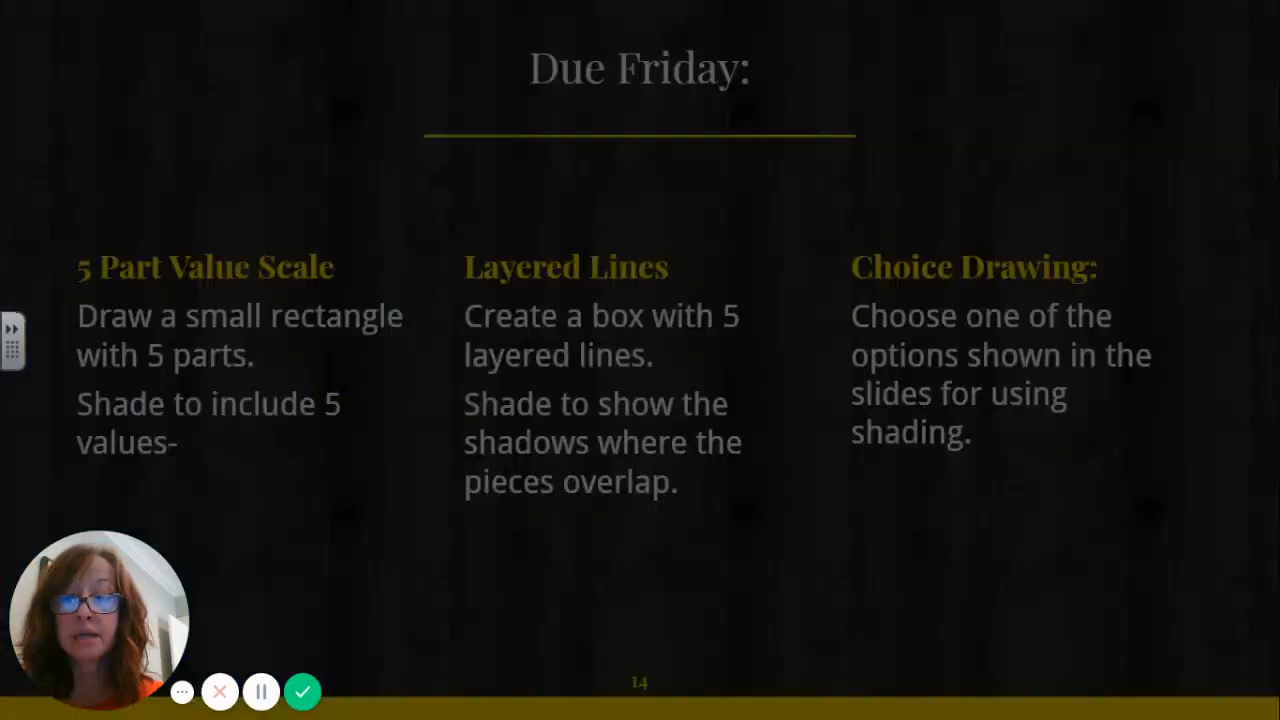 Due Friday:
5 Part Value Scale
Draw a small rectangle
with 5 parts.
Shade to include 5
values-
Layered Lines
Create a box with 5
layered lines.
Shade to show the
shadows where the
pieces overlap.
Choice Drawing:
Choose one of the
options shown in the
slides for using
shading.
14